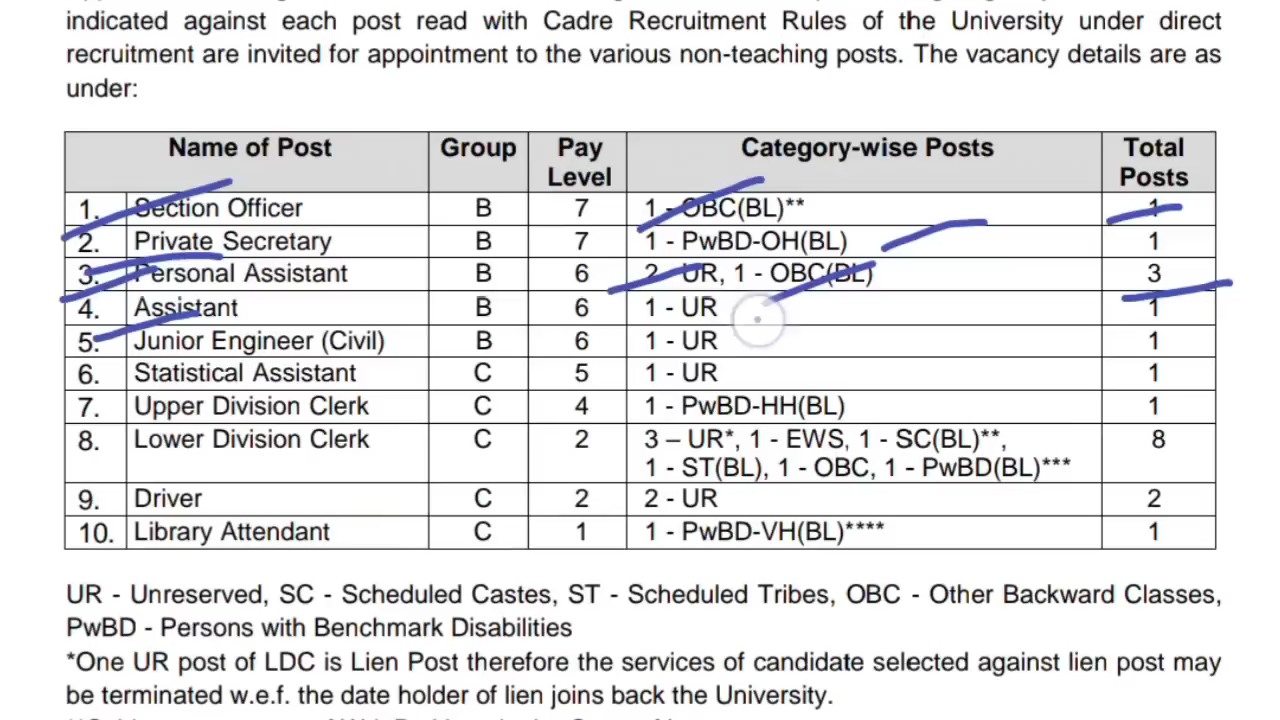 indicated against each post read with Cadre Recruitment Rules of the University under direct
recruitment are invited for appointment to the various non-teaching posts. The vacancy details are as
under:
Name of Post Group Pay Level Category-wise Posts Total Posts
1. Section Officer B 7 1 - OBC(BL)** 1
2. Private Secretary B 7 1 - PwBD-OH(BL) 1
3. Personal Assistant B 6 2 - UR, 1 - OBC(BL) 3
4. Assistant B 6 1 - UR 1
5. Junior Engineer (Civil) B 6 1 - UR 1
6. Statistical Assistant C 5 1 - UR 1
7. Upper Division Clerk C 4 1 - PwBD-HH(BL) 1
8. Lower Division Clerk C 2 3 – UR*, 1 - EWS, 1 - SC(BL)**, 8
1 - ST(BL), 1 - OBC, 1 - PwBD(BL)***
9. Driver C 2 2 - UR 2
10. Library Attendant C 1 1 - PwBD-VH(BL)**** 1
UR - Unreserved, SC - Scheduled Castes, ST - Scheduled Tribes, OBC - Other Backward Classes,
PwBD - Persons with Benchmark Disabilities
*One UR post of LDC is Lien Post therefore the services of candidate selected against lien post may
be terminated w.e.f. the date holder of lien joins back the University.